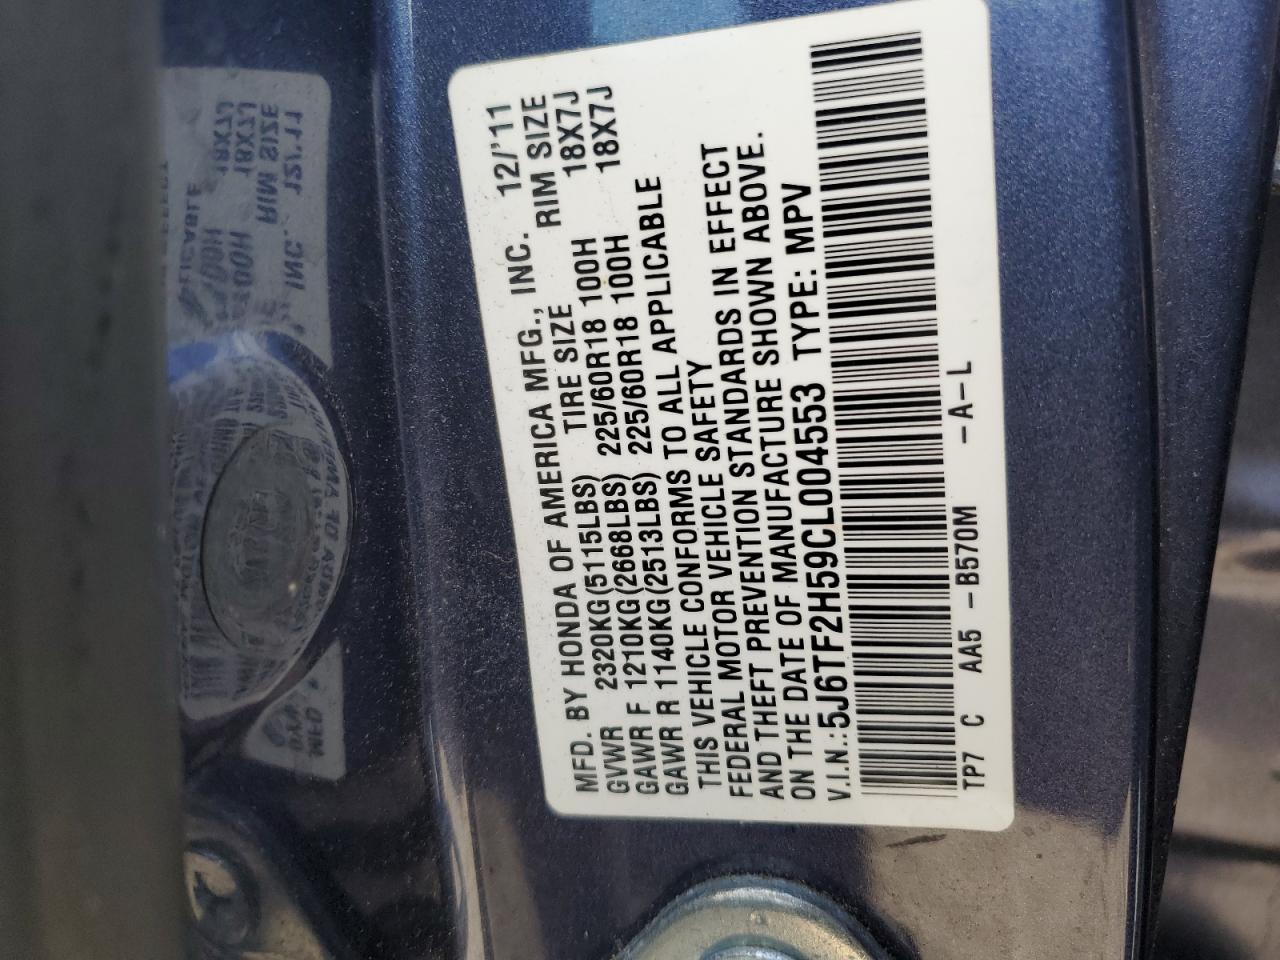 MFD. BY HONDA OF AMERICA MFG., INC. 12/'11
TIRE SIZE RIM SIZE
GVWR 2320KG(5115LBS)
GAWR F 1210KG(2668LBS) 225/60R18 100H 18X7J
GAWR R 1140KG(2513LBS) 225/60R18 100H 18X7J
THIS VEHICLE CONFORMS TO ALL APPLICABLE
FEDERAL MOTOR VEHICLE SAFETY
AND THEFT PREVENTION STANDARDS IN EFFECT
ON THE DATE OF MANUFACTURE SHOWN ABOVE.
V.I.N.:5J6TF2H59CL004553 TYPE: MPV
TP7 C AA5 -B570M -A-L